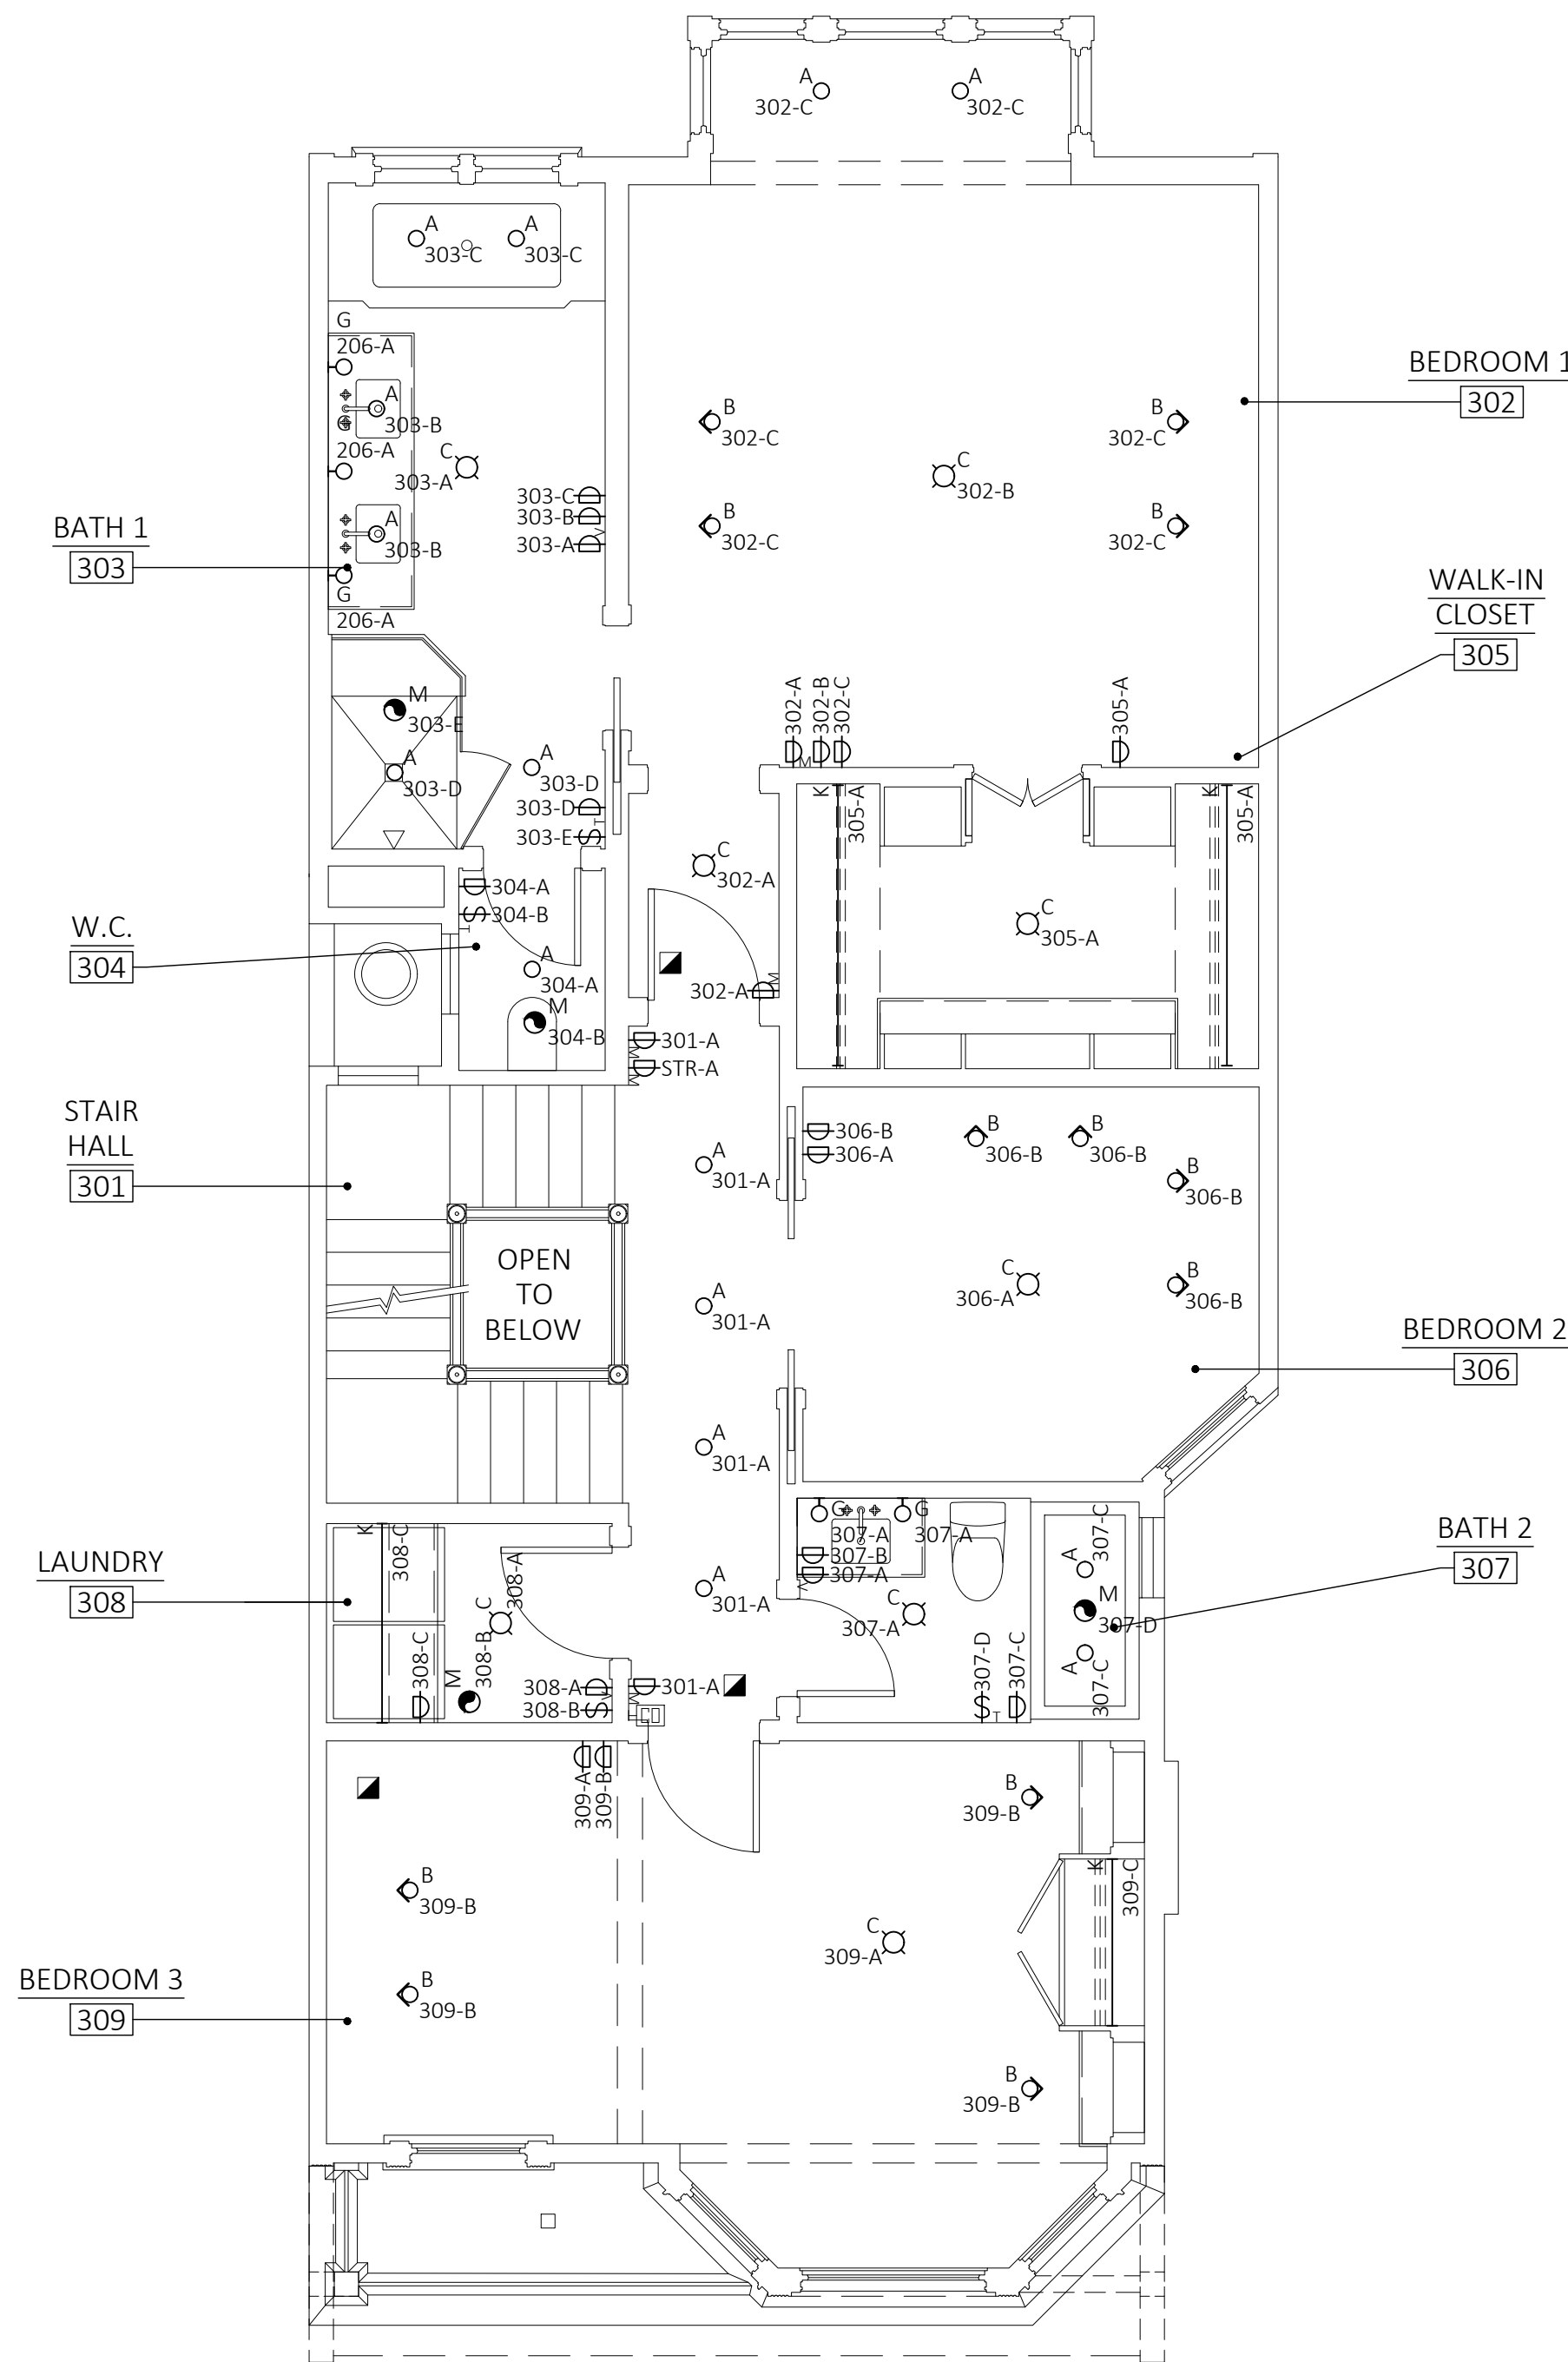 A
302-C
A
302-C
A
303-C
A
303-C
G
206-A
A
303-B
G
206-A
C
303-A
A
303-B
G
206-A
303-C
303-B
303-A
V
B
302-C
B
302-C
C
302-B
B
302-C
B
302-C
BEDROOM 1
302
BATH 1
303
WALK-IN
CLOSET
305
M
303-E
A
303-D
A
303-D
303-D
303-E
T
302-A
302-B
302-C
M
305-A
K
305-A
K
305-A
C
302-A
C
305-A
304-A
304-B
T
W.C.
304
A
304-A
M
304-B
302-A
M
301-A
M
STR-A
M
STAIR
HALL
301
306-B
306-A
B
306-B
B
306-B
B
306-B
B
306-B
A
301-A
A
301-A
C
306-A
OPEN
TO
BELOW
BEDROOM 2
306
A
301-A
A
301-A
G
307-A
G
307-A
307-B
307-A
V
C
307-A
A
307-C
M
307-D
A
307-C
307-D
T
307-C
BATH 2
307
LAUNDRY
308
K
308-C
C
308-A
M
308-B
308-C
308-A
V
308-B
T
301-A
M
309-A
309-B
B
309-B
B
309-B
B
309-B
C
309-A
K
309-C
B
309-B
BEDROOM 3
309